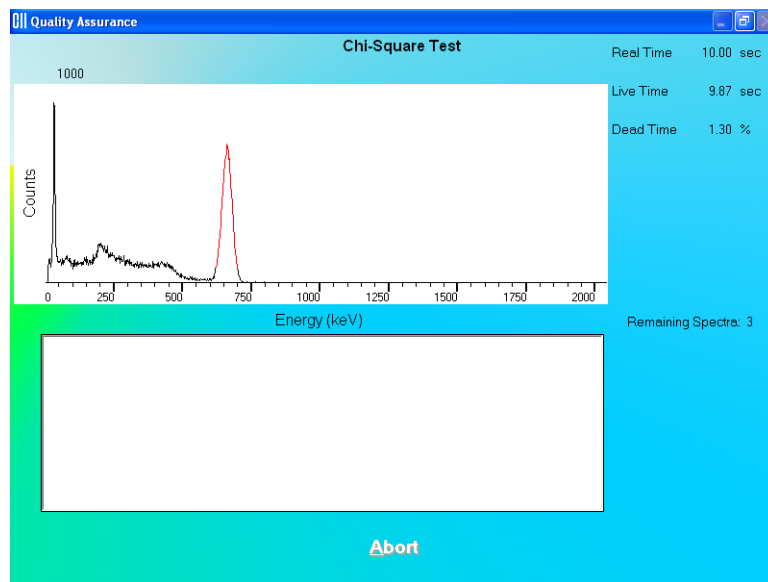 Quality Assurance
Chi-Square Test
Real Time 10.00 sec
1000
Live Time 9.87 sec
Dead Time 1.30 %
Counts
0 250 500 750 1000 1250 1500 1750 2000
Energy (keV)
Remaining Spectra: 3
Abort